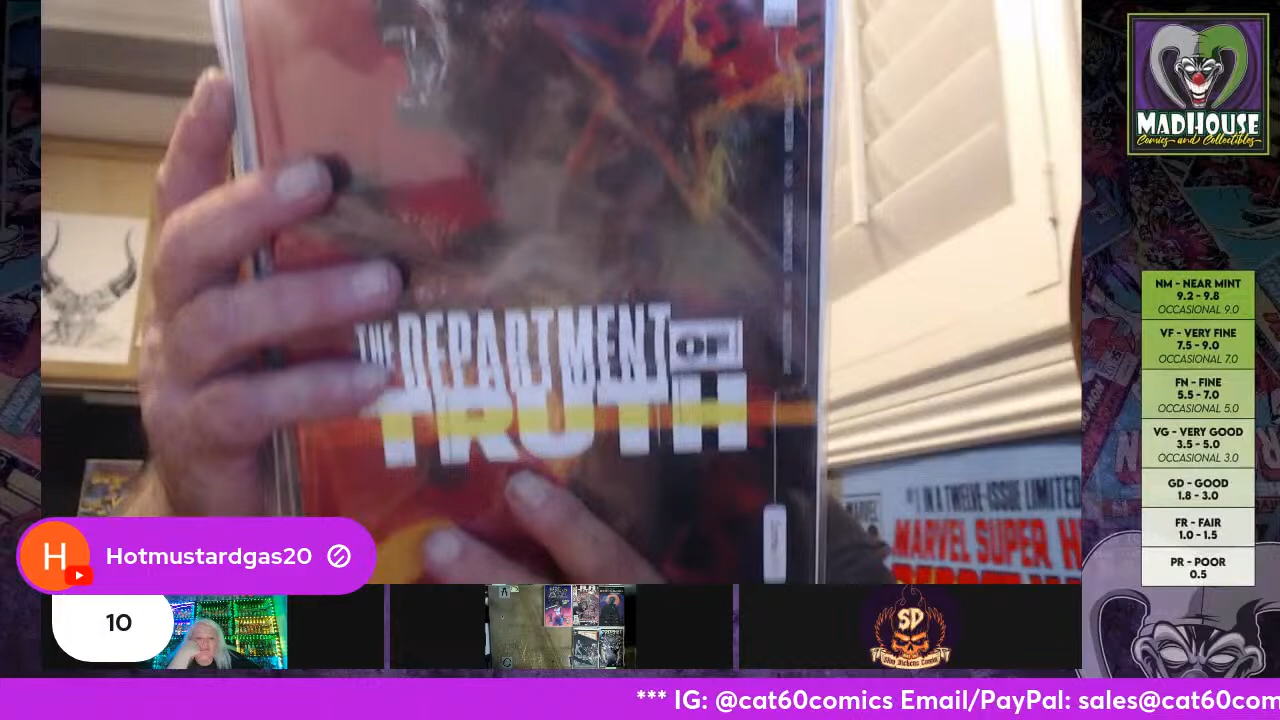 THE DEPARTMENT OF
TRUTH
#1 IN A TWELVE-ISSUE LIMITED
MARVEL SUPER H
MADHOUSE
Comics and Collectibles
NM - NEAR MINT
9.2 - 9.8
OCCASIONAL 9.0
VF - VERY FINE
7.5 - 9.0
OCCASIONAL 7.0
FN - FINE
5.5 - 7.0
OCCASIONAL 5.0
VG - VERY GOOD
3.5 - 5.0
OCCASIONAL 3.0
GD - GOOD
1.8 - 3.0
FR - FAIR
1.0 - 1.5
PR - POOR
0.5
H
Hotmustardgas20
10
SD
*** IG: @cat60comics Email/PayPal: sales@cat60com